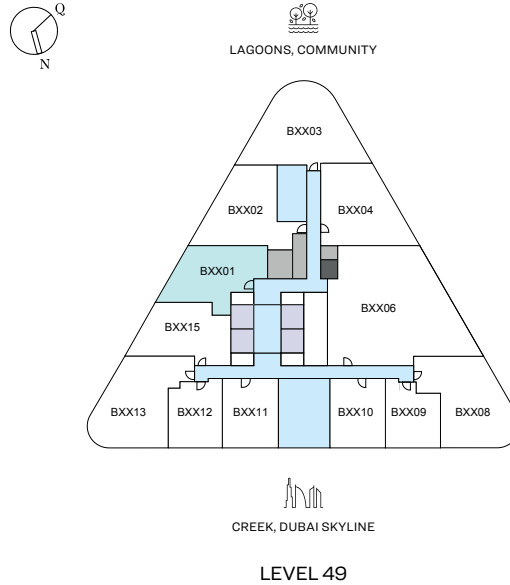 Q
N
LAGOONS, COMMUNITY
BXX03
BXX02
BXX04
BXX01
BXX06
BXX15
BXX13
BXX12
BXX11
BXX10
BXX09
BXX08
CREEK, DUBAI SKYLINE
LEVEL 49